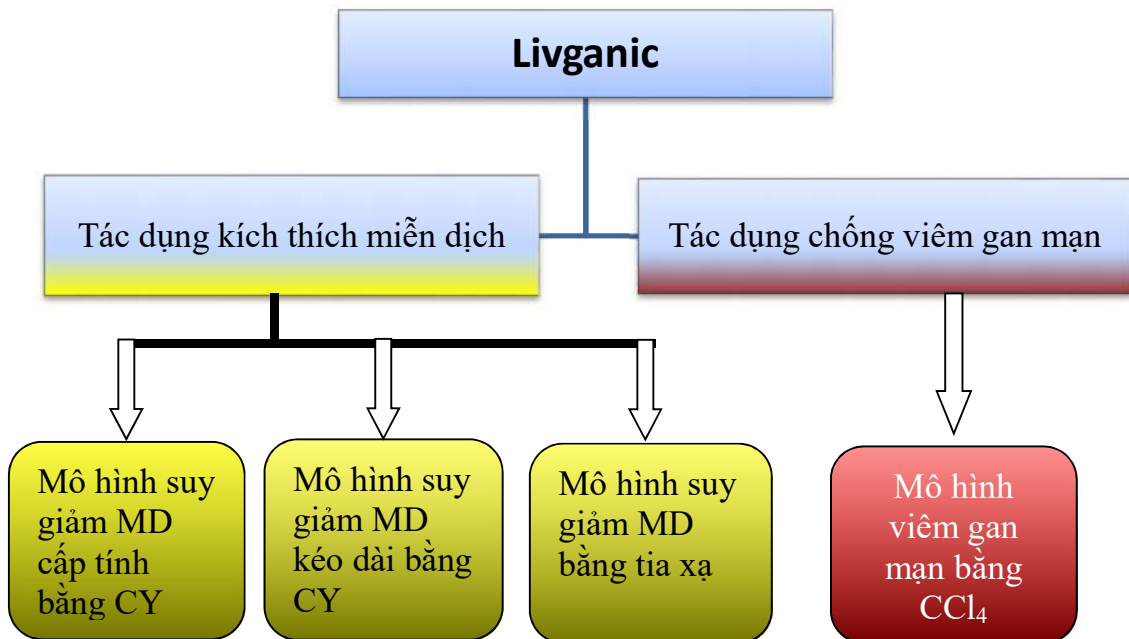 Livganic
Tác dụng kích thích miễn dịch
Tác dụng chống viêm gan mạn
Mô hình suy
giảm MD
cấp tính
bằng CY
Mô hình suy
giảm MD
kéo dài bằng
CY
Mô hình suy
giảm MD
bằng tia xạ
Mô hình
viêm gan
mạn bằng
CCl₄